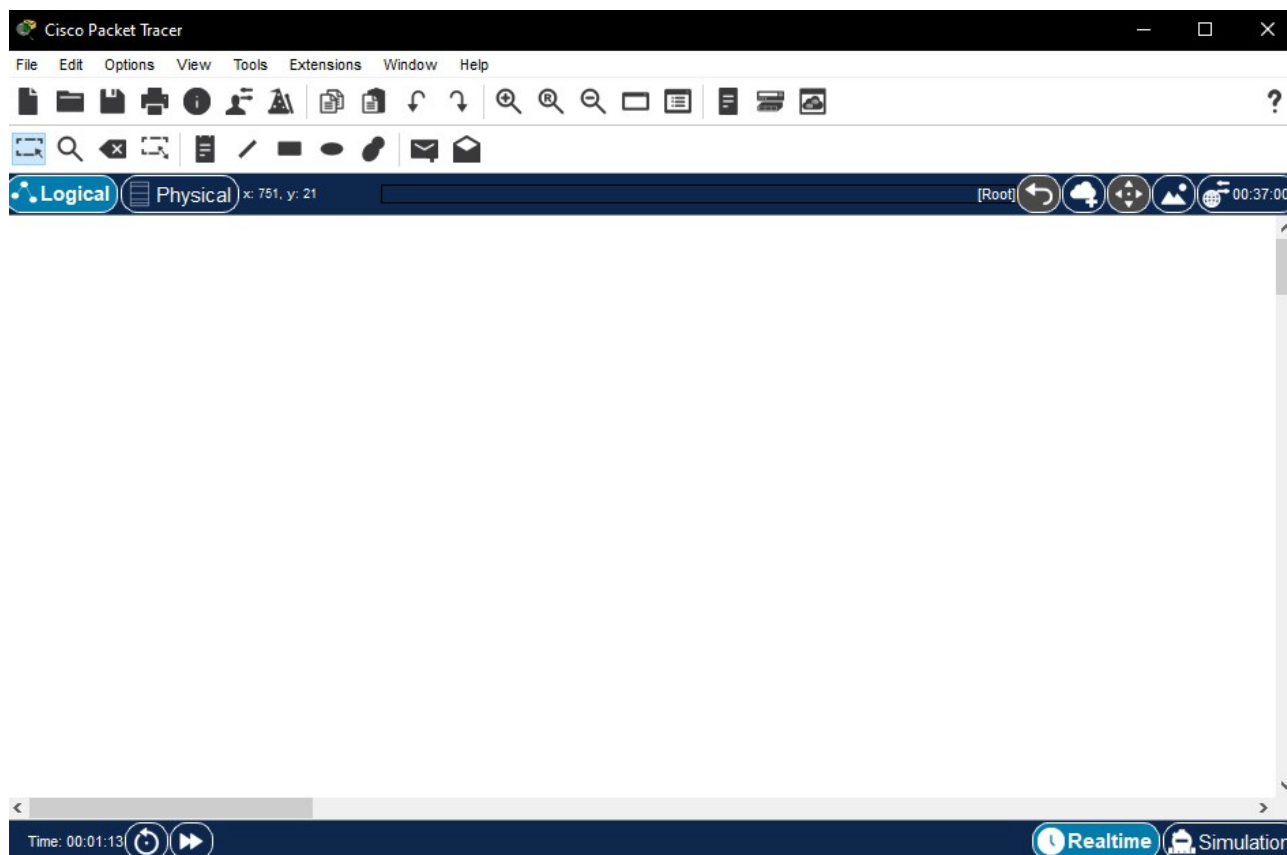 Cisco Packet Tracer
File Edit Options View Tools Extensions Window Help
?
Logical Physical x: 751, y: 21 [Root] 00:37:00
Time: 00:01:13 Realtime Simulation